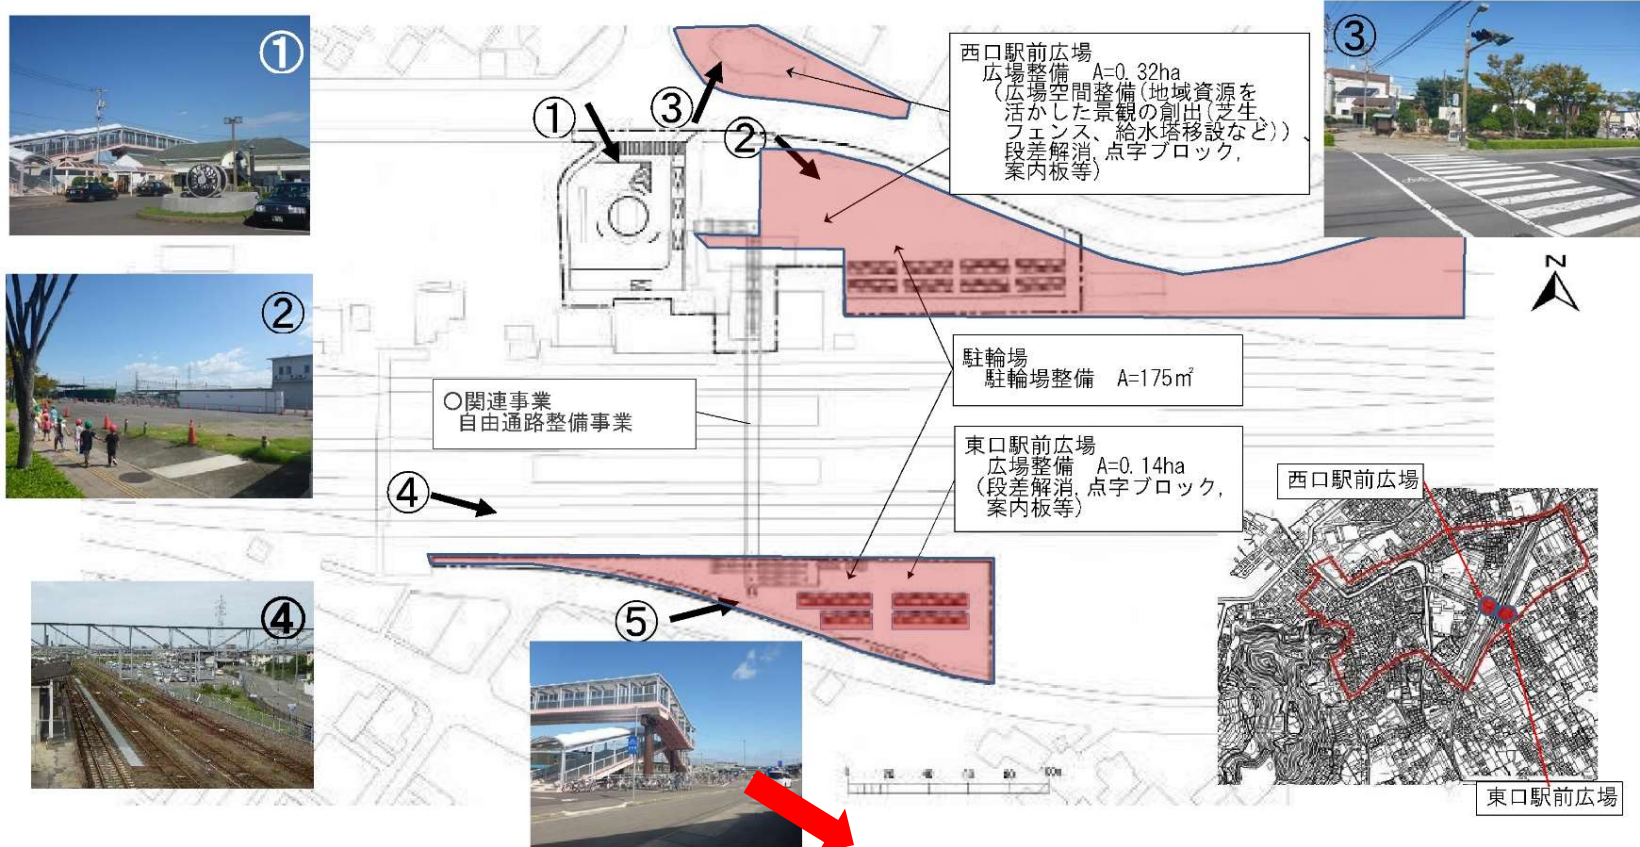 ①
②
③
④
①
③
②
④
⑤
西口駅前広場
広場整備 A=0.32ha
(広場空間整備(地域資源を
活かした景観の創出(芝生、
フェンス、給水塔移設など))、
段差解消,点字ブロック,
案内板等)
N
駐輪場
駐輪場整備 A=175㎡
○関連事業
自由通路整備事業
東口駅前広場
広場整備 A=0.14ha
(段差解消,点字ブロック,
案内板等)
西口駅前広場
東口駅前広場